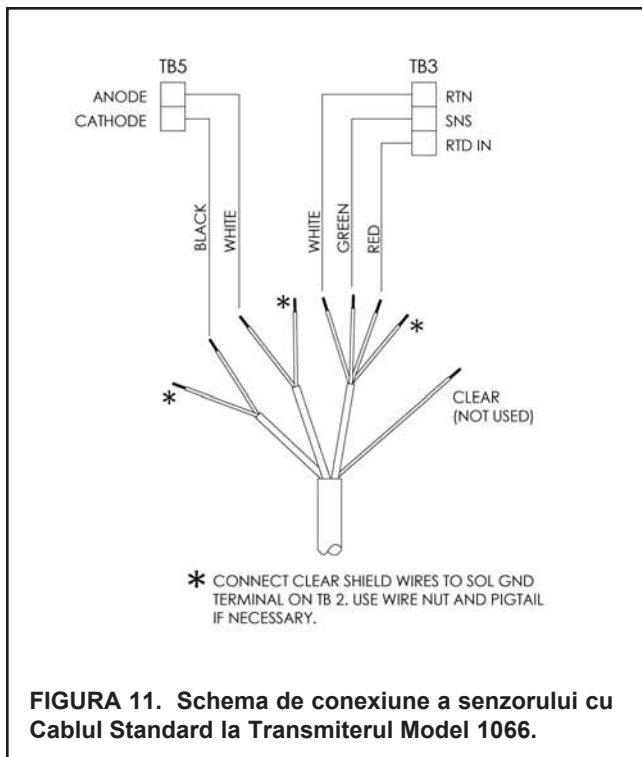 TB5
TB3
ANODE
CATHODE
RTN
SNS
RTD IN
BLACK
WHITE
WHITE
GREEN
RED
*
*
*
CLEAR
(NOT USED)
* CONNECT CLEAR SHIELD WIRES TO SOL GND
TERMINAL ON TB 2. USE WIRE NUT AND PIGTAIL
IF NECESSARY.
FIGURA 11. Schema de conexiune a senzorului cu
Cablul Standard la Transmiterul Model 1066.